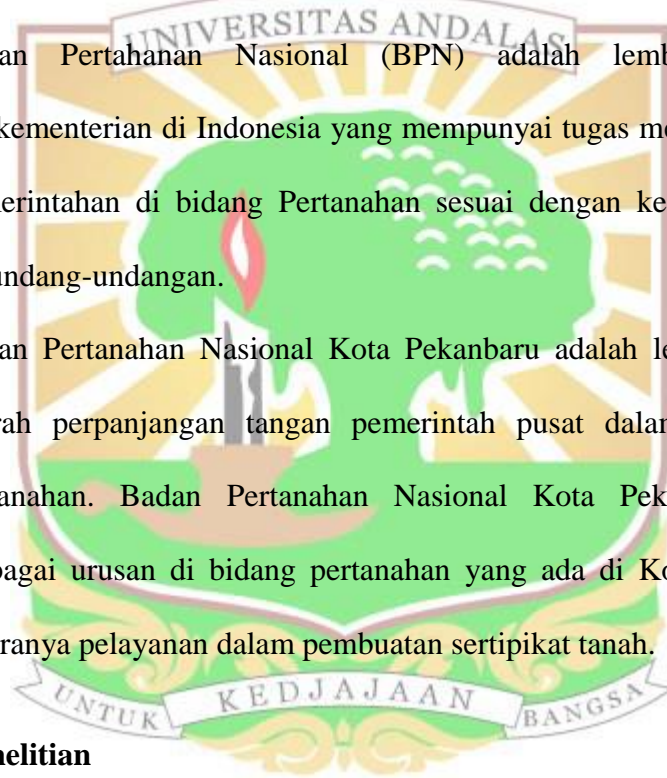 UNIVERSITAS ANDALAS
an Pertahanan Nasional (BPN) adalah lemb
kementerian di Indonesia yang mempunyai tugas me
erintahan di bidang Pertanahan sesuai dengan ke
undang-undangan.
an Pertanahan Nasional Kota Pekanbaru adalah le
rah perpanjangan tangan pemerintah pusat dalam
anahan. Badan Pertanahan Nasional Kota Pek
bagai urusan di bidang pertanahan yang ada di Ko
ranya pelayanan dalam pembuatan sertipikat tanah.
UNTUK KEDJAJAAN BANGSA
nelitian